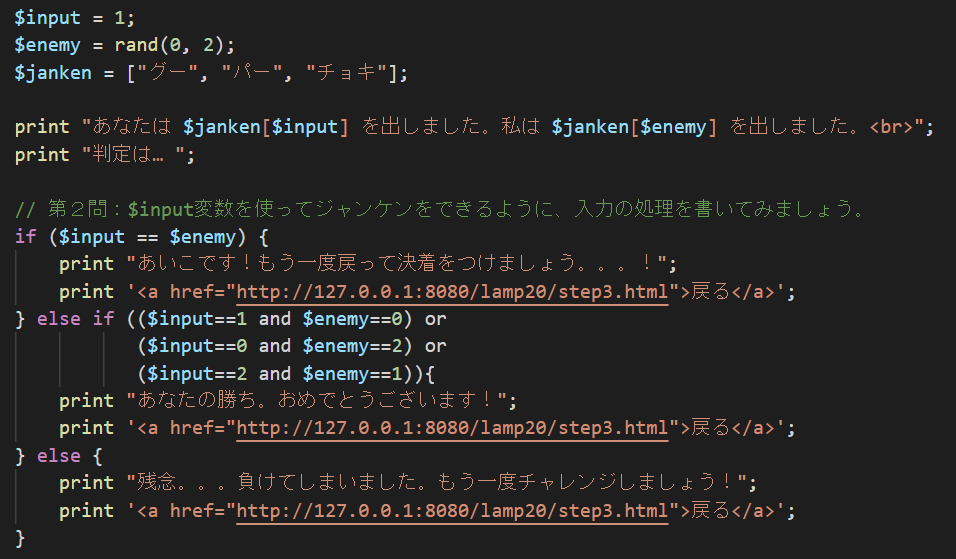 $input = 1;
$enemy = rand(0, 2);
$janken = ["グー", "パー", "チョキ"];
print "あなたは $janken[$input] を出しました。私は $janken[$enemy] を出しました。<br>";
print "判定は… ";
// 第２問：$input変数を使ってジャンケンをできるように、入力の処理を書いてみましょう。
if ($input == $enemy) {
    print "あいこです！もう一度戻って決着をつけましょう。。。！";
    print '<a href="http://127.0.0.1:8080/lamp20/step3.html">戻る</a>';
} else if (($input==1 and $enemy==0) or
           ($input==0 and $enemy==2) or
           ($input==2 and $enemy==1)){
    print "あなたの勝ち。おめでとうございます！";
    print '<a href="http://127.0.0.1:8080/lamp20/step3.html">戻る</a>';
} else {
    print "残念。。。負けてしまいました。もう一度チャレンジしましょう！";
    print '<a href="http://127.0.0.1:8080/lamp20/step3.html">戻る</a>';
}